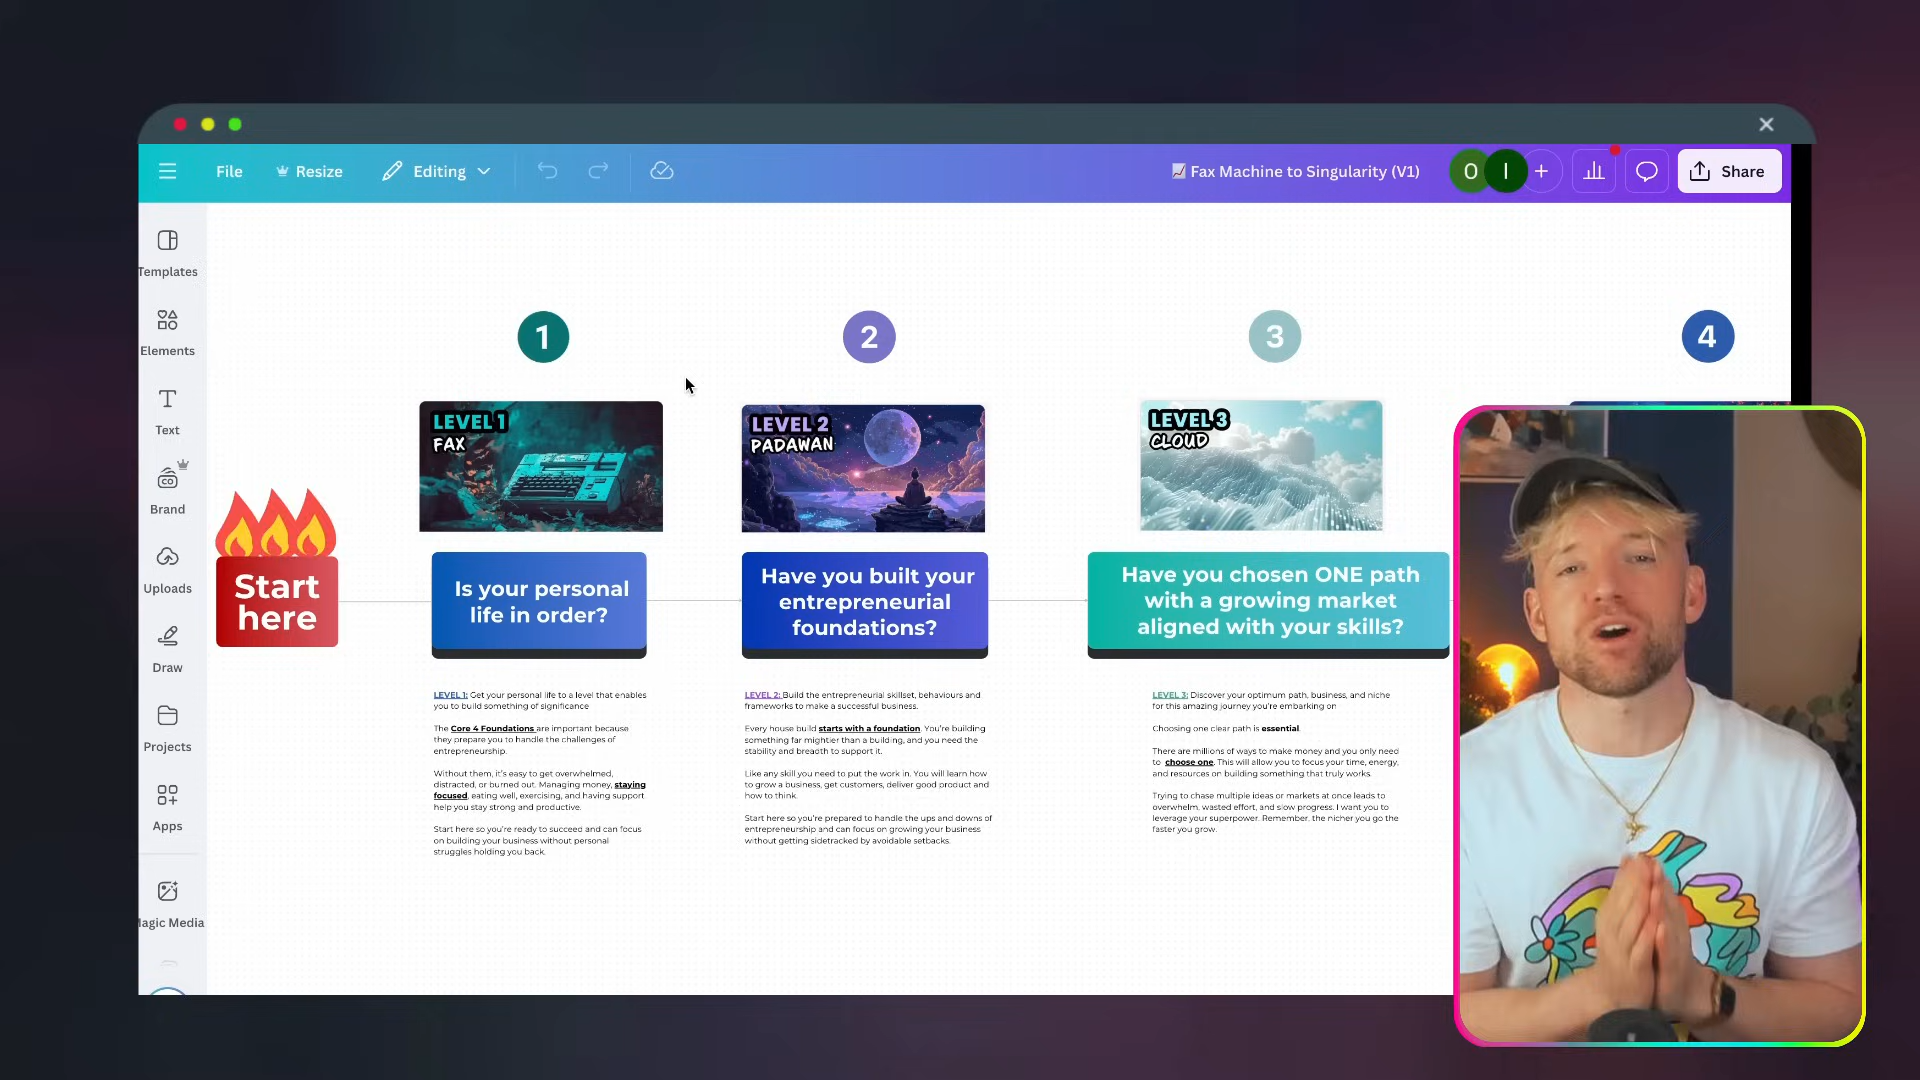 File
Resize
Editing
Fax Machine to Singularity (V1)
O
I
Share
Templates
Elements
Text
Brand
Uploads
Draw
Projects
Apps
Magic Media
Start
here
1
LEVEL 1
FAX
Is your personal
life in order?
LEVEL 1: Get your personal life to a level that enables
you to build something of significance
The Core 4 Foundations are important because
they prepare you to handle the challenges of
entrepreneurship.
Without them, it's easy to get overwhelmed,
distracted, or burned out. Managing money, staying
focused, eating well, exercising, and having support
help you stay strong and productive.
Start here so you're ready to succeed and can focus
on building your business without personal
struggles holding you back.
2
LEVEL 2
PADAWAN
Have you built your
entrepreneurial
foundations?
LEVEL 2: Build the entrepreneurial skillset, behaviours and
frameworks to make a successful business.
Every house build starts with a foundation. You're building
something far mightier than a building, and you need the
stability and breadth to support it.
Like any skill you need to put the work in. You will learn how
to grow a business, get customers, deliver good product and
how to think.
Start here so you're prepared to handle the ups and downs of
entrepreneurship and can focus on growing your business
without getting sidetracked by avoidable setbacks.
3
LEVEL 3
CLOUD
Have you chosen ONE path
with a growing market
aligned with your skills?
LEVEL 3: Discover your optimum path, business, and niche
for this amazing journey you're embarking on
Choosing one clear path is essential.
There are millions of ways to make money and you only need
to choose one. This will allow you to focus your time, energy,
and resources on building something that truly works.
Trying to chase multiple ideas or markets at once leads to
overwhelm, wasted effort, and slow progress. I want you to
leverage your superpower. Remember, the nicher you go the
faster you grow.
4